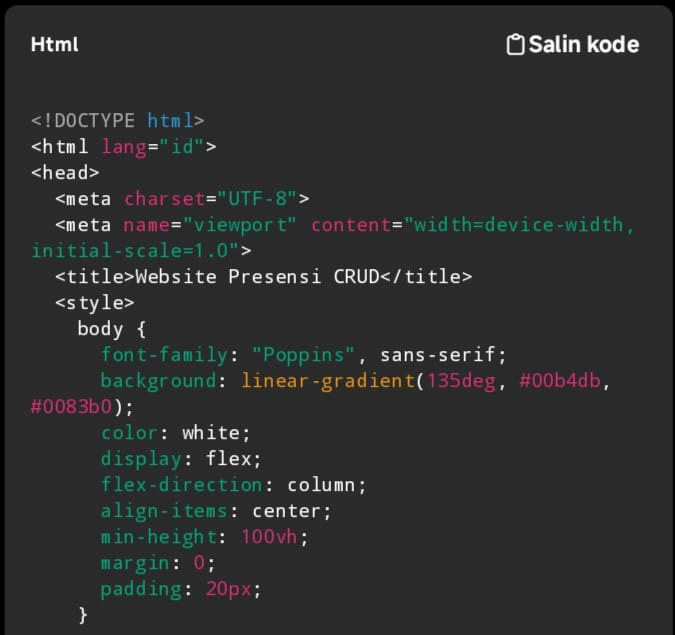 Html
Salin kode
<!DOCTYPE html>
<html lang="id">
<head>
  <meta charset="UTF-8">
  <meta name="viewport" content="width=device-width,
initial-scale=1.0">
  <title>Website Presensi CRUD</title>
  <style>
    body {
      font-family: "Poppins", sans-serif;
      background: linear-gradient(135deg, #00b4db,
#0083b0);
      color: white;
      display: flex;
      flex-direction: column;
      align-items: center;
      min-height: 100vh;
      margin: 0;
      padding: 20px;
    }